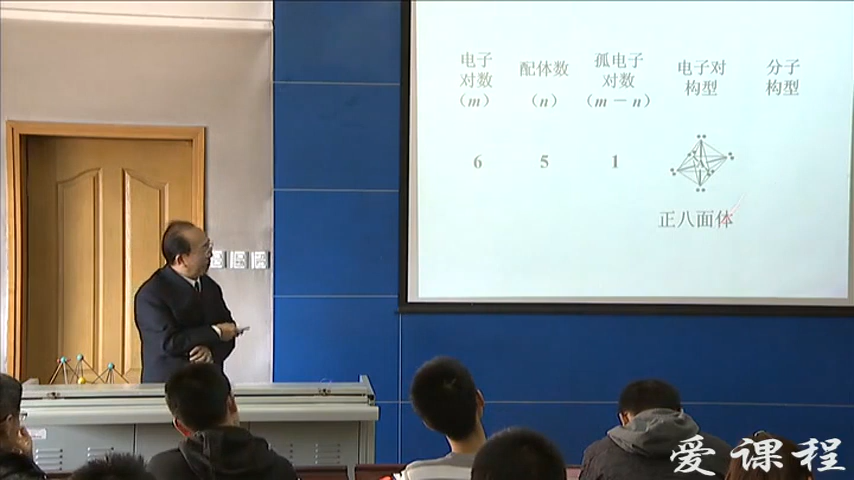 电子 配体数 孤电子 电子对 分子
对数 对数 构型 构型
(m) (n) (m－n)
6 5 1
正八面体
爱课程